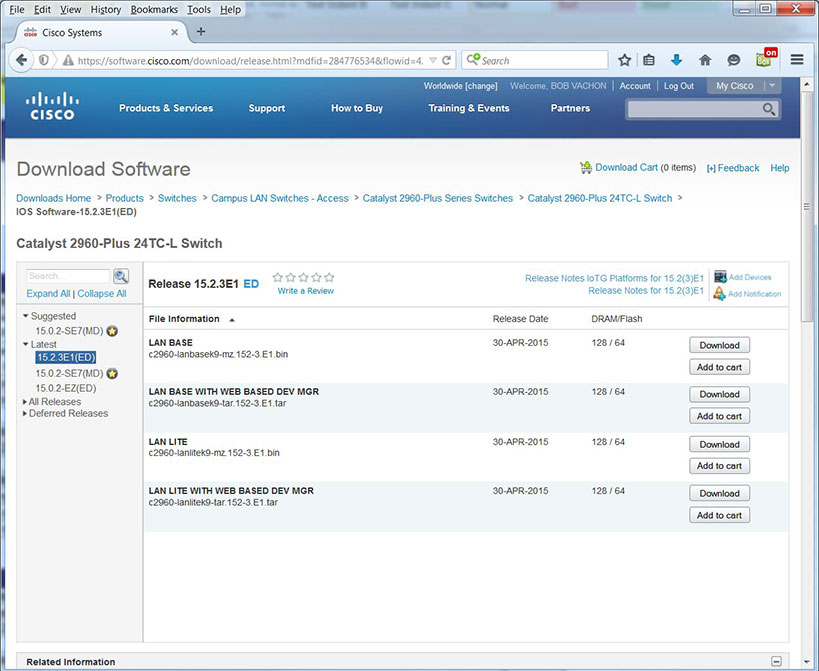 File Edit View History Bookmarks Tools Help
Cisco Systems
https://software.cisco.com/download/release.html?mdfid=284776534&flowid=4.
Search
on
Box
Worldwide [change] Welcome, BOB VACHON Account Log Out My Cisco
CISCO
Products & Services Support How to Buy Training & Events Partners
Download Software
Download Cart (0 items) [+] Feedback Help
Downloads Home > Products > Switches > Campus LAN Switches - Access > Catalyst 2960-Plus Series Switches > Catalyst 2960-Plus 24TC-L Switch >
IOS Software-15.2.3E1(ED)
Catalyst 2960-Plus 24TC-L Switch
Search...
Expand All | Collapse All
Suggested
15.0.2-SE7(MD)
Latest
15.2.3E1(ED)
15.0.2-SE7(MD)
15.0.2-EZ(ED)
All Releases
Deferred Releases
Release 15.2.3E1 ED
Write a Review
Release Notes IoTG Platforms for 15.2(3)E1
Release Notes for 15.2(3)E1
Add Devices
Add Notification
File Information Release Date DRAM/Flash
LAN BASE 30-APR-2015 128 / 64 Download
c2960-lanbasek9-mz.152-3.E1.bin
Add to cart
LAN BASE WITH WEB BASED DEV MGR 30-APR-2015 128 / 64 Download
c2960-lanbasek9-tar.152-3.E1.tar
Add to cart
LAN LITE 30-APR-2015 128 / 64 Download
c2960-lanlitek9-mz.152-3.E1.bin
Add to cart
LAN LITE WITH WEB BASED DEV MGR 30-APR-2015 128 / 64 Download
c2960-lanlitek9-tar.152-3.E1.tar
Add to cart
Related Information